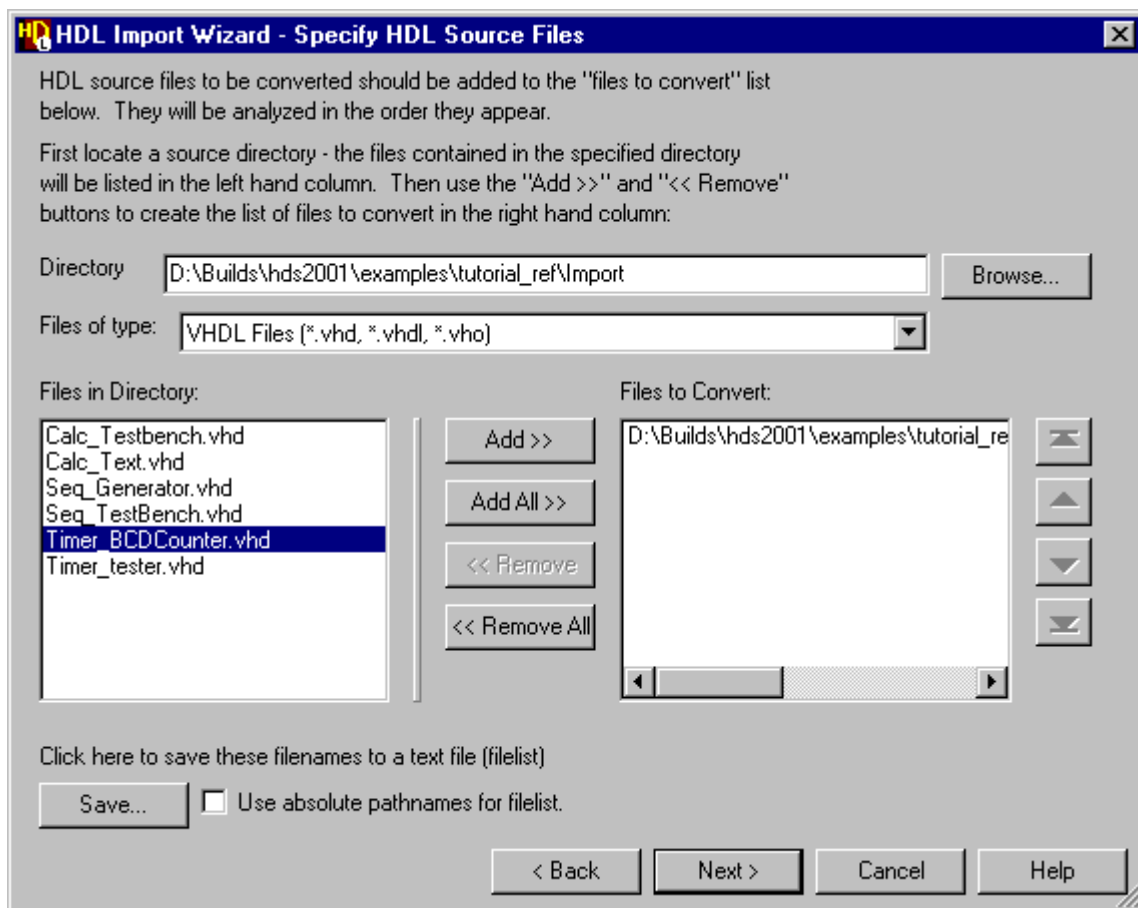 HDL Import Wizard - Specify HDL Source Files
HDL source files to be converted should be added to the "files to convert" list
below. They will be analyzed in the order they appear.
First locate a source directory - the files contained in the specified directory
will be listed in the left hand column. Then use the "Add >>" and "<< Remove"
buttons to create the list of files to convert in the right hand column:
Directory
D:\Builds\hds2001\examples\tutorial_ref\Import
Browse...
Files of type:
VHDL Files (*.vhd, *.vhdl, *.vho)
Files in Directory:
Calc_Testbench.vhd
Calc_Text.vhd
Seq_Generator.vhd
Seq_TestBench.vhd
Timer_BCDCounter.vhd
Timer_tester.vhd
Add >>
Add All >>
<< Remove
<< Remove All
Files to Convert:
D:\Builds\hds2001\examples\tutorial_re
Click here to save these filenames to a text file (filelist)
Save...
Use absolute pathnames for filelist.
< Back
Next >
Cancel
Help